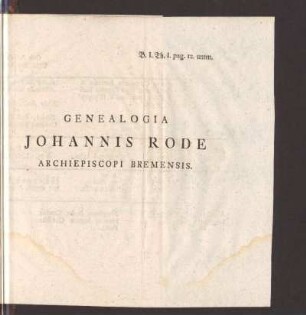 B. I. Th. I. pag. 12. anm.
GENEALOGIA
JOHANNIS RODE
ARCHIEPISCOPI BREMENSIS.